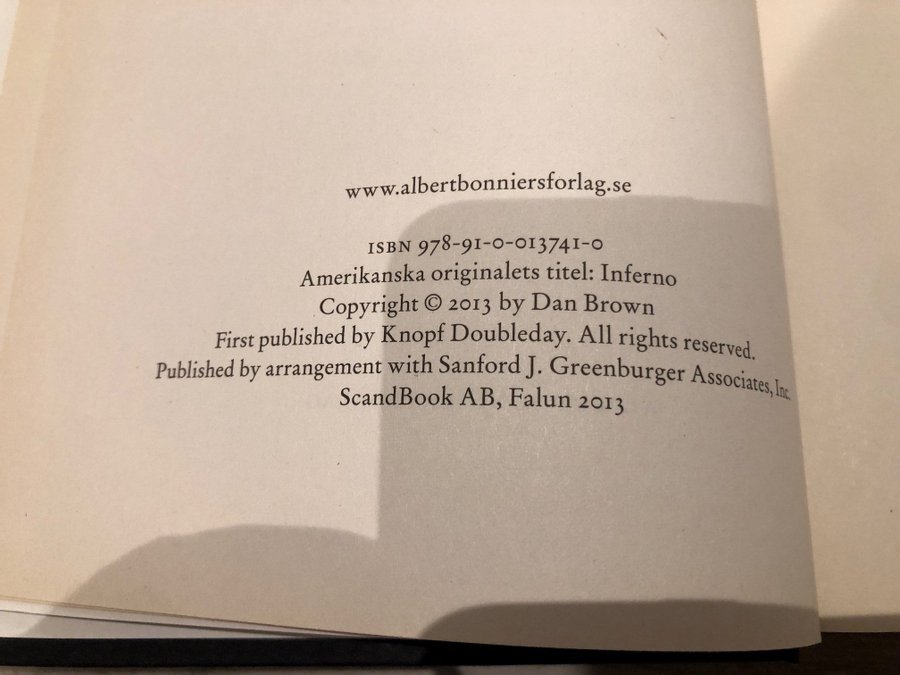 www.albertbonniersforlag.se
ISBN 978-91-0-013741-0
Amerikanska originalets titel: Inferno
Copyright © 2013 by Dan Brown
First published by Knopf Doubleday. All rights reserved.
Published by arrangement with Sanford J. Greenburger Associates, Inc.
ScandBook AB, Falun 2013